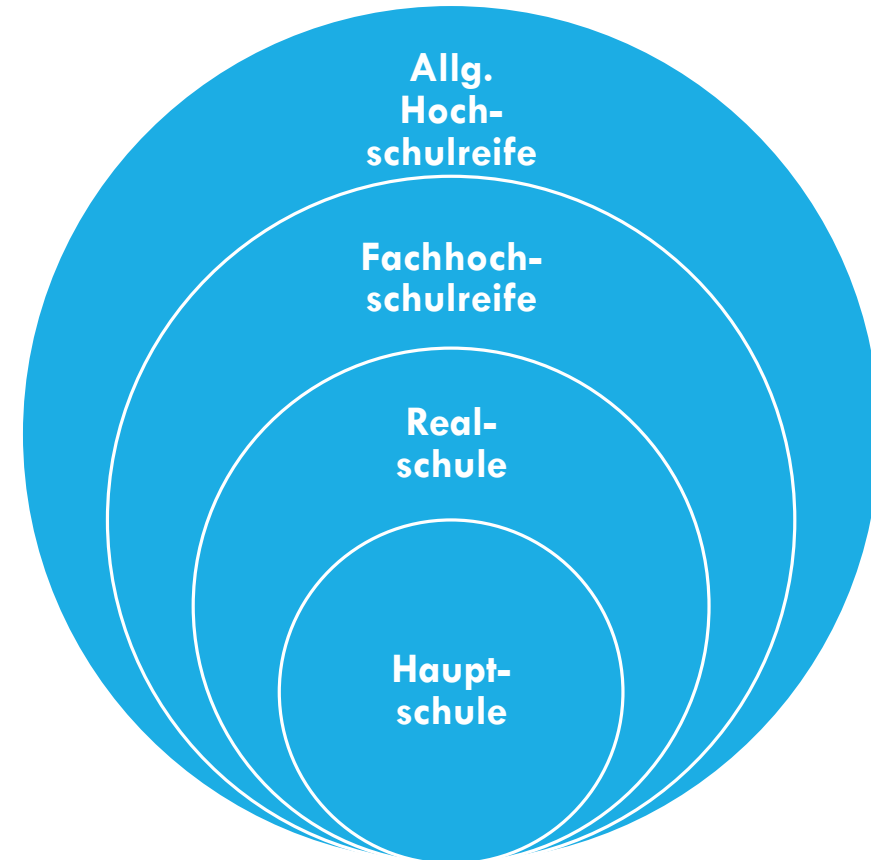 Allg.
Hoch-
schulreife
Fachhoch-
schulreife
Real-
schule
Haupt-
schule